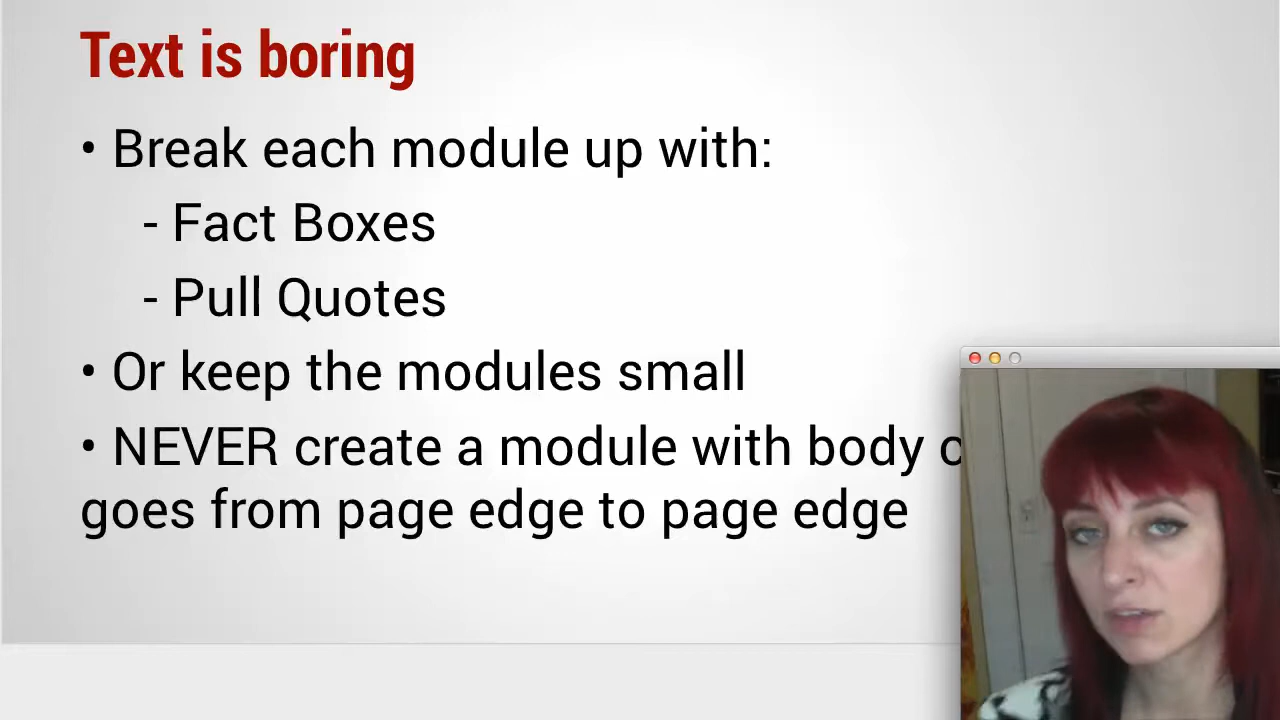 Text is boring
• Break each module up with:
- Fact Boxes
- Pull Quotes
• Or keep the modules small
• NEVER create a module with body
goes from page edge to page edge